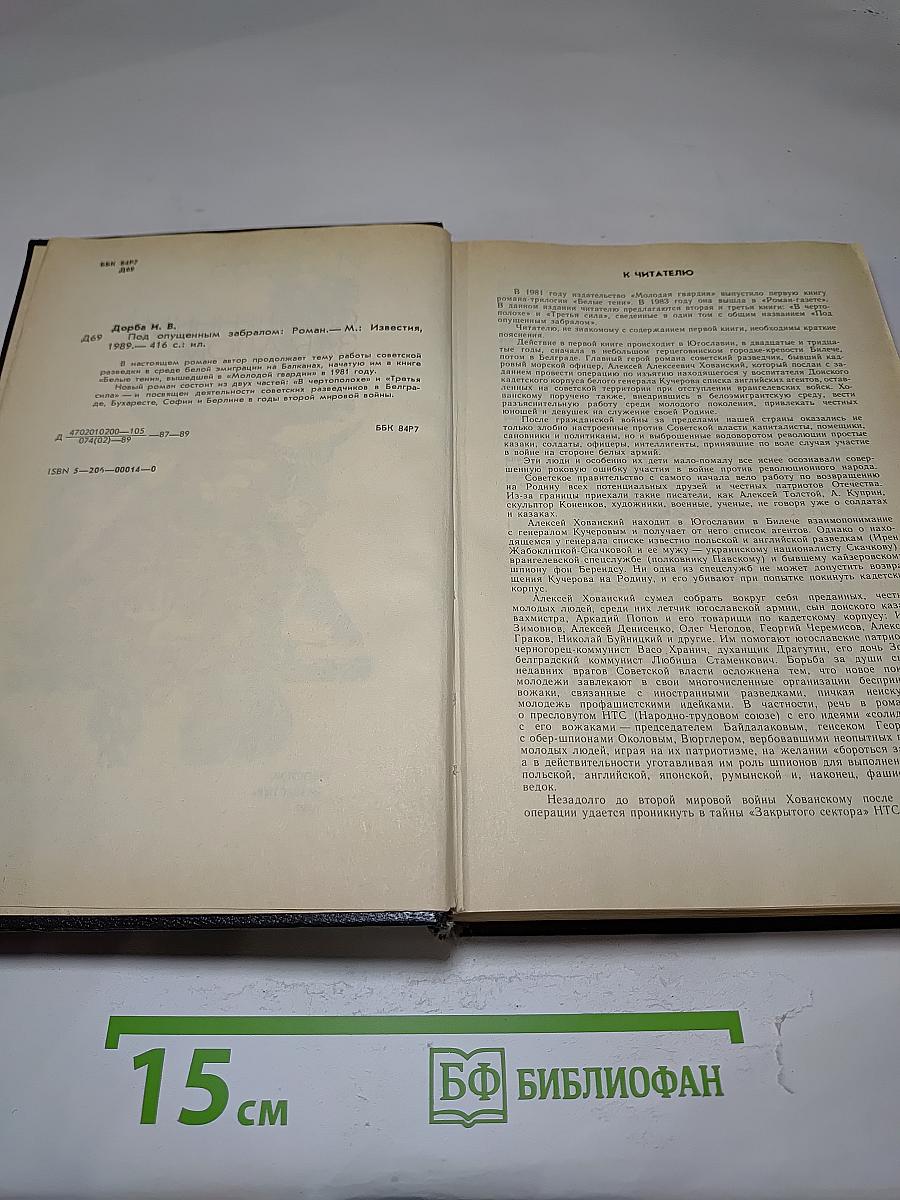 ББК 84Р7
Д69
Дорба И. В.
Д69 Под опущенным забралом: Роман.— М.: Известия,
1989.— 416 с.: ил.
В настоящем романе автор продолжает тему работы советской
разведки в среде белой эмиграции на Балканах, начатую им в книге
«Белые тени», вышедшей в «Молодой гвардии» в 1981 году.
Новый роман состоит из двух частей: «В чертополохе» и «Третья
сила» — и посвящен деятельности советских разведчиков в Белгра-
де, Бухаресте, Софии и Берлине в годы второй мировой войны.
Д 4702010200—105
074(02)—89 —87—89
ББК 84Р7
ISBN 5—206—00014—0
К ЧИТАТЕЛЮ
В 1981 году издательство «Молодая гвардия» выпустило первую книгу
романа-трилогии «Белые тени». В 1983 году она вышла в «Роман-газете».
В данном издании читателю предлагаются вторая и третья книги: «В черто-
полохе» и «Третья сила», сведенные в один том с общим названием «Под
опущенным забралом».
Читателю, не знакомому с содержанием первой книги, необходимы краткие
пояснения.
Действие в первой книге происходит в Югославии, в двадцатые и тридца-
тые годы, сначала в небольшом герцеговинском городке-крепости Билече,
потом в Белграде. Главный герой романа советский разведчик, бывший кад-
ровый морской офицер, Алексей Алексеевич Хованский, который послан с за-
данием провести операцию по изъятию находящегося у воспитателя Донского
кадетского корпуса белого генерала Кучерова списка английских агентов, остав-
ленных на советской территории при отступлении врангелевских войск. Хо-
ванскому поручено также, внедрившись в белоэмигрантскую среду, вести
разъяснительную работу среди молодого поколения, привлекать честных
юношей и девушек на служение своей Родине.
После гражданской войны за пределами нашей страны оказались не
только злобно настроенные против Советской власти капиталисты, помещики,
сановники и политиканы, но и выброшенные водоворотом революции простые
казаки, солдаты, офицеры, интеллигенты, принявшие по воле случая участие
в войне на стороне белых армий.
Эти люди и особенно их дети мало-помалу все яснее осознавали совер-
шенную роковую ошибку участия в войне против революционного народа.
Советское правительство с самого начала вело работу по возвращению
на Родину всех потенциальных друзей и честных патриотов Отечества.
Из-за границы приехали такие писатели, как Алексей Толстой, А. Куприн,
скульптор Коненков, художники, военные, ученые, не говоря уже о солдатах
и казаках.
Алексей Хованский находит в Югославии в Билече взаимопонимание
с генералом Кучеровым и получает от него список агентов. Однако о нахо-
дящемся у генерала списке известно польской и английской разведкам (Ирен
Жабоклицкой-Скачковой и ее мужу — украинскому националисту Скачкову)
врангелевской спецслужбе (полковнику Павскому) и бывшему кайзеровском
шпиону фон Берендсу. Ни одна из спецслужб не может допустить возвра-
щения Кучерова на Родину, и его убивают при попытке покинуть кадетски
корпус.
Алексей Хованский сумел собрать вокруг себя преданных, честн
молодых людей, среди них летчик югославской армии, сын донского каза
вахмистра, Аркадий Попов и его товарищи по кадетскому корпусу: И
Зимовнов, Алексей Денисенко, Олег Чегодов, Георгий Черемисов, Алекс
Граков, Николай Буйницкий и другие. Им помогают югославские патрио
черногорец-коммунист Васо Хранич, духанщик Драгутин, его дочь Зо
белградский коммунист Любиша Стаменкович. Борьба за души сы
недавних врагов Советской власти осложнена тем, что новое пок
молодежи завлекают в свои многочисленные организации беспри
вожаки, связанные с иностранными разведками, пичкая неиску
молодежь профашистскими идейками. В частности, речь в рома
о пресловутом НТС (Народно-трудовом союзе) с его идеями «солид
с его вожаками — председателем Байдалаковым, генсеком Геор
с обер-шпионами Околовым, Вюрглером, вербовавшими неопытных
молодых людей, играя на их патриотизме, на желании «бороться з
а в действительности уготавливая им роль шпионов для выполнен
польской, английской, японской, румынской и, наконец, фаши
ведок.
Незадолго до второй мировой войны Хованскому после
операции удается проникнуть в тайны «Закрытого сектора» НТС
15 см
БФ БИБЛИОФАН